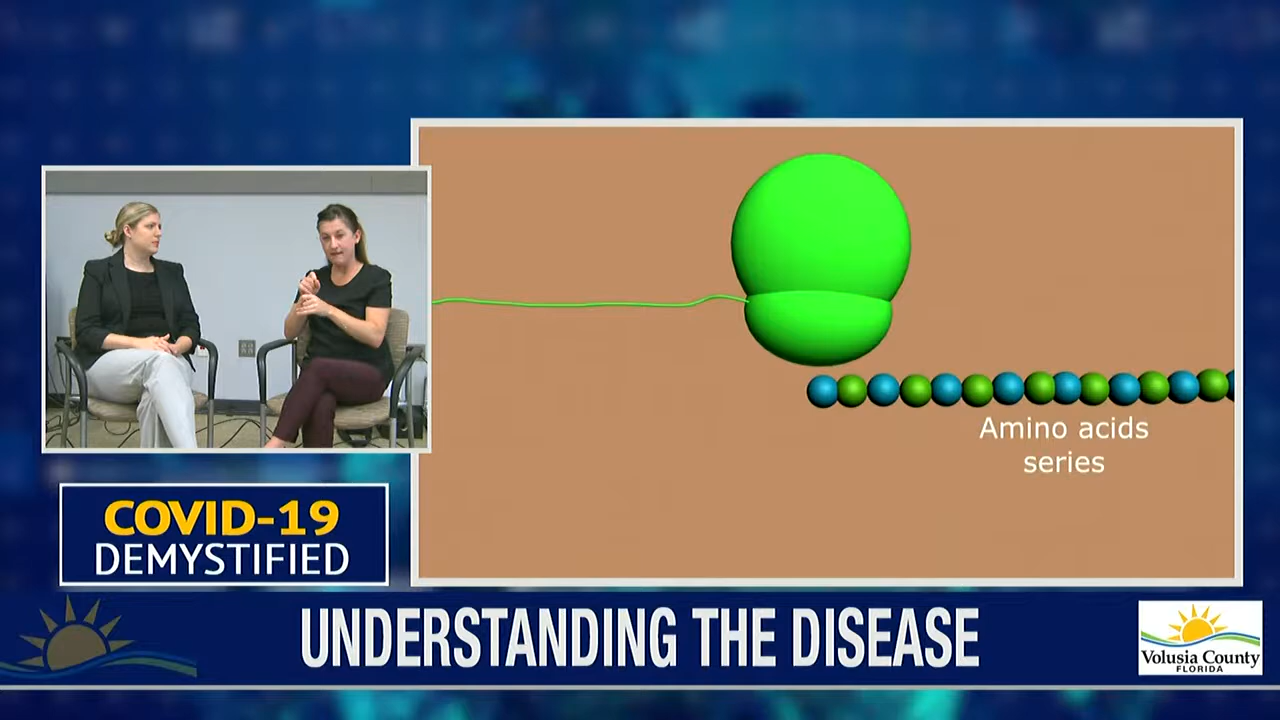 Amino acids
series
COVID-19
DEMYSTIFIED
UNDERSTANDING THE DISEASE
Volusia County
FLORIDA